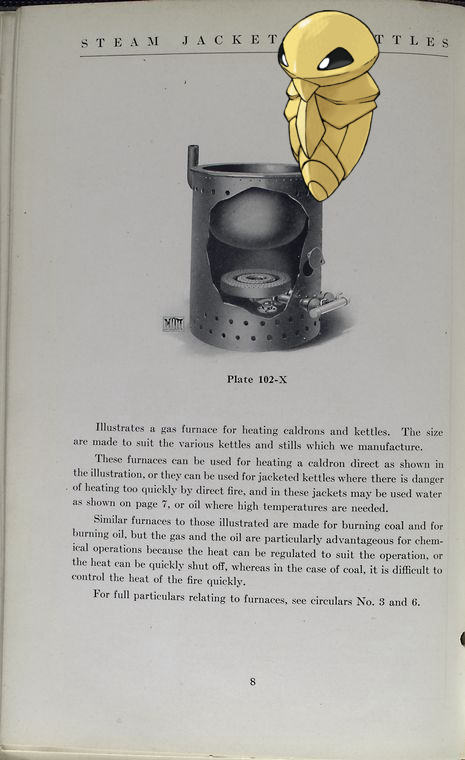 STEAM JACKET TTLES
Plate 102-X
Illustrates a gas furnace for heating caldrons and kettles. The size
are made to suit the various kettles and stills which we manufacture.
These furnaces can be used for heating a caldron direct as shown in
the illustration, or they can be used for jacketed kettles where there is danger
of heating too quickly by direct fire, and in these jackets may be used water
as shown on page 7, or oil where high temperatures are needed.
Similar furnaces to those illustrated are made for burning coal and for
burning oil, but the gas and the oil are particularly advantageous for chem-
ical operations because the heat can be regulated to suit the operation, or
the heat can be quickly shut off, whereas in the case of coal, it is difficult to
control the heat of the fire quickly.
For full particulars relating to furnaces, see circulars No. 3 and 6.
8